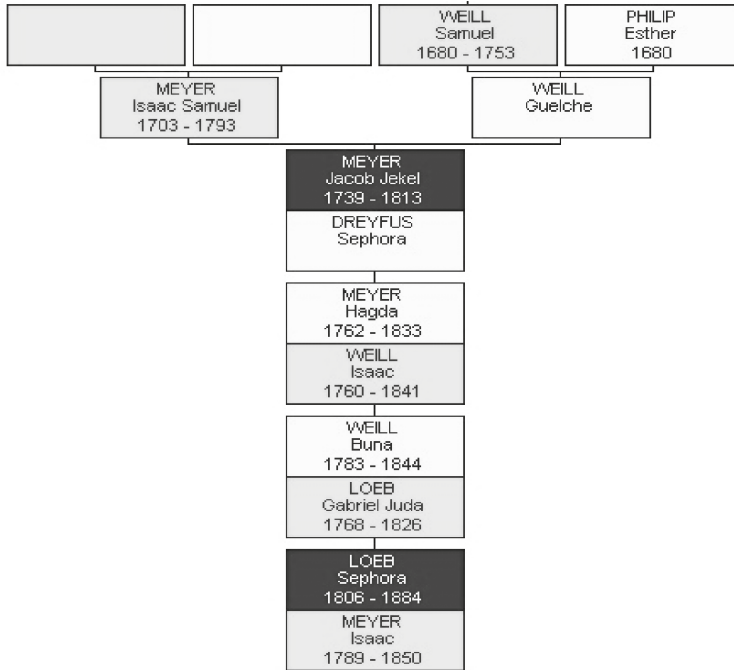 WEILL
Samuel
1680 - 1753
PHILIP
Esther
1680
MEYER
Isaac Samuel
1703 - 1793
WEILL
Guelche
MEYER
Jacob Jekel
1739 - 1813
DREYFUS
Sephora
MEYER
Hagda
1762 - 1833
WEILL
Isaac
1760 - 1841
WEILL
Buna
1783 - 1844
LOEB
Gabriel Juda
1768 - 1826
LOEB
Sephora
1806 - 1884
MEYER
Isaac
1789 - 1850